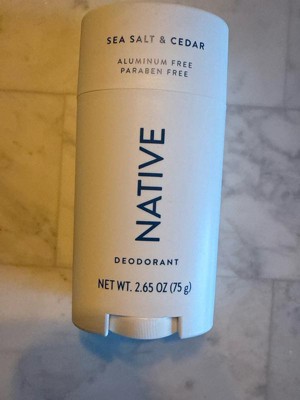 SEA SALT & CEDAR
ALUMINUM FREE
PARABEN FREE
NATIVE
DEODORANT
NET WT. 2.65 OZ (75 g)